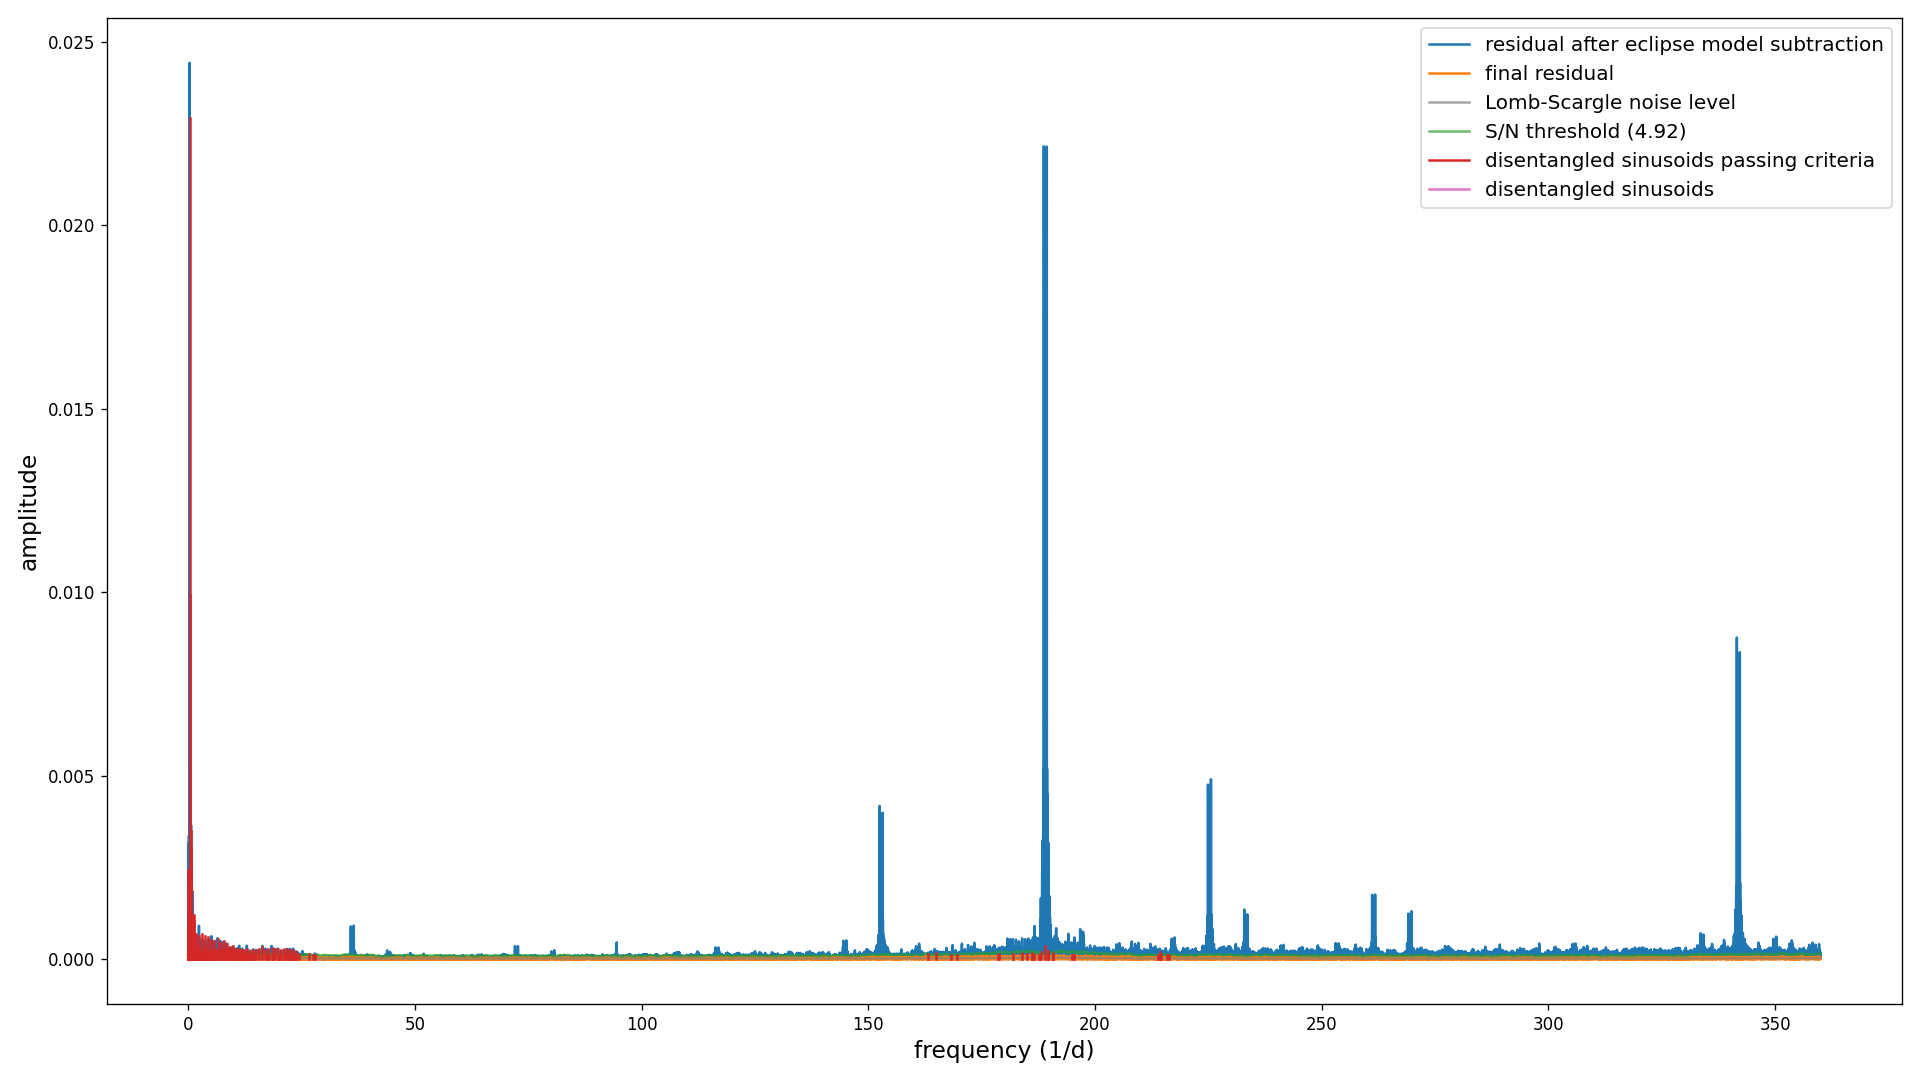 0.025
0.020
0.015
0.010
0.005
0.000
amplitude
0
50
100
150
200
250
300
350
frequency (1/d)
residual after eclipse model subtraction
final residual
Lomb-Scargle noise level
S/N threshold (4.92)
disentangled sinusoids passing criteria
disentangled sinusoids